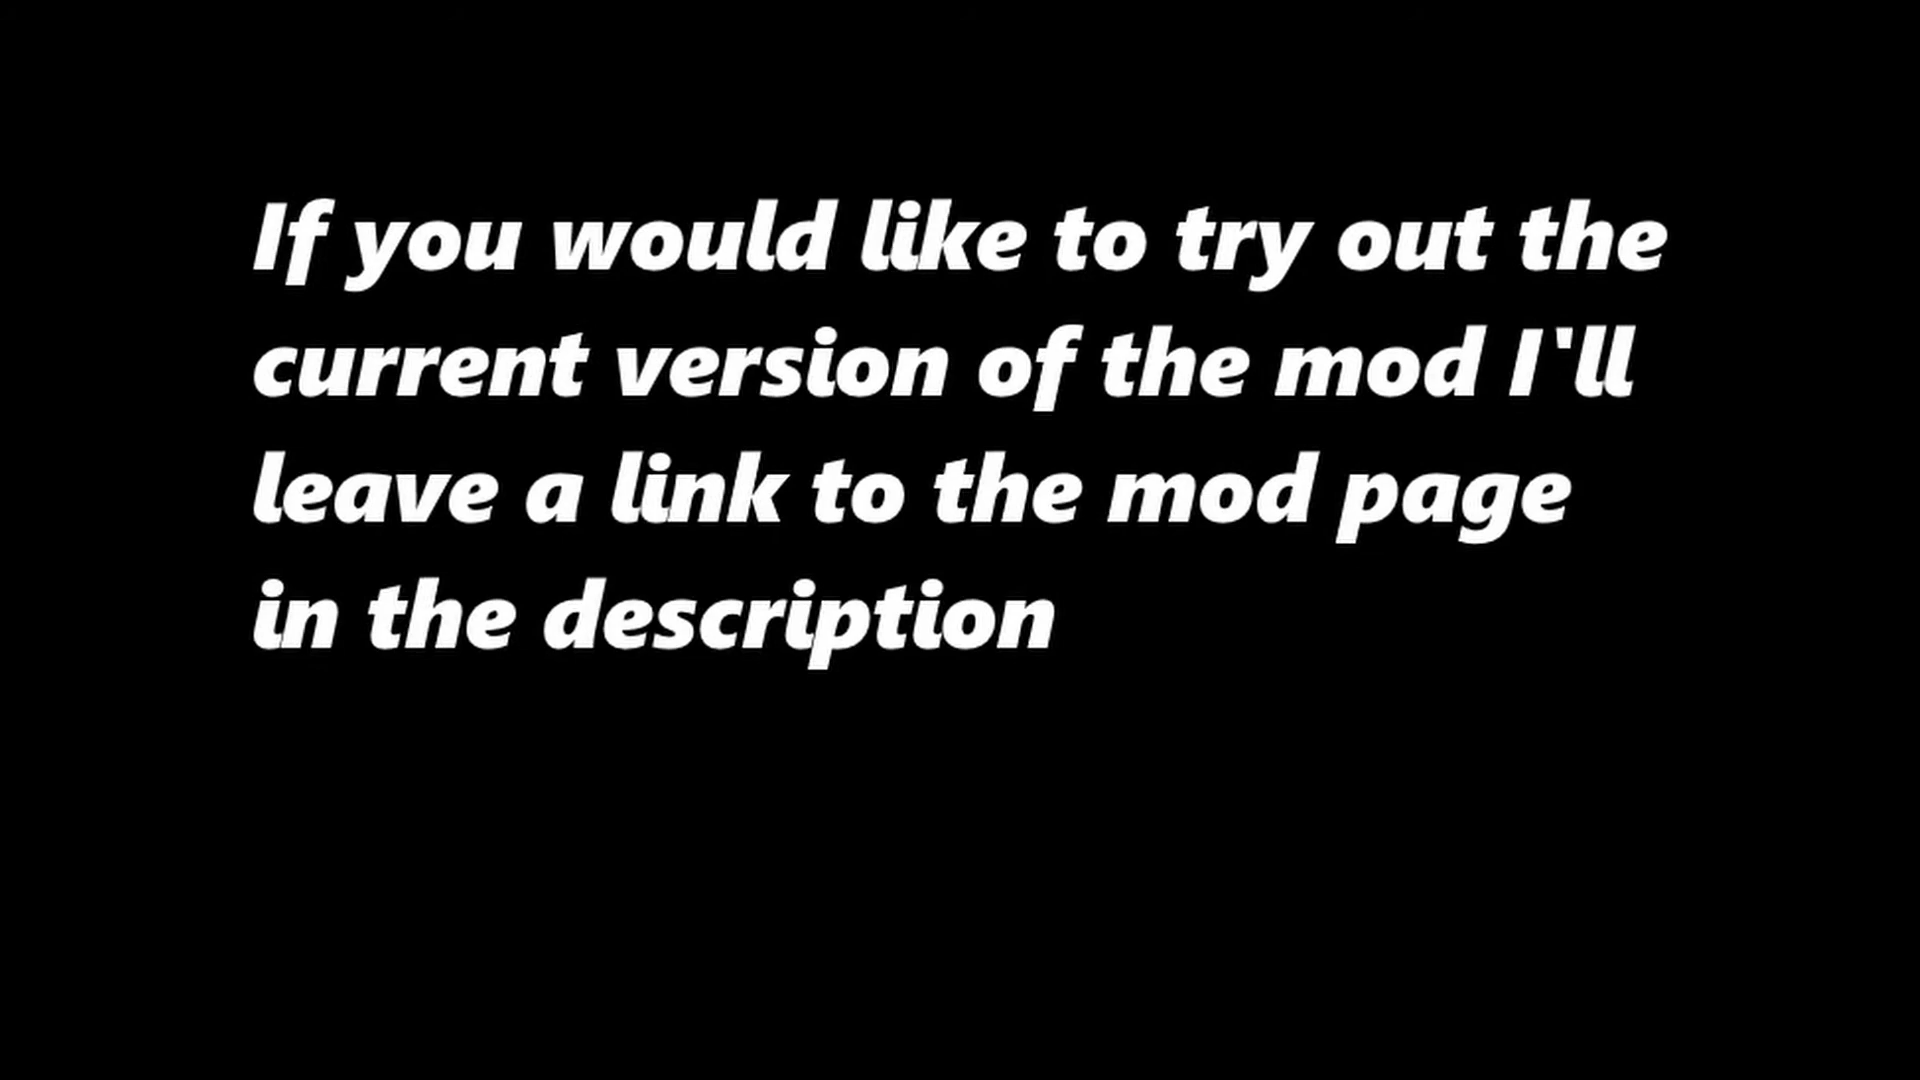 If you would like to try out the
current version of the mod I'll
leave a link to the mod page
in the description